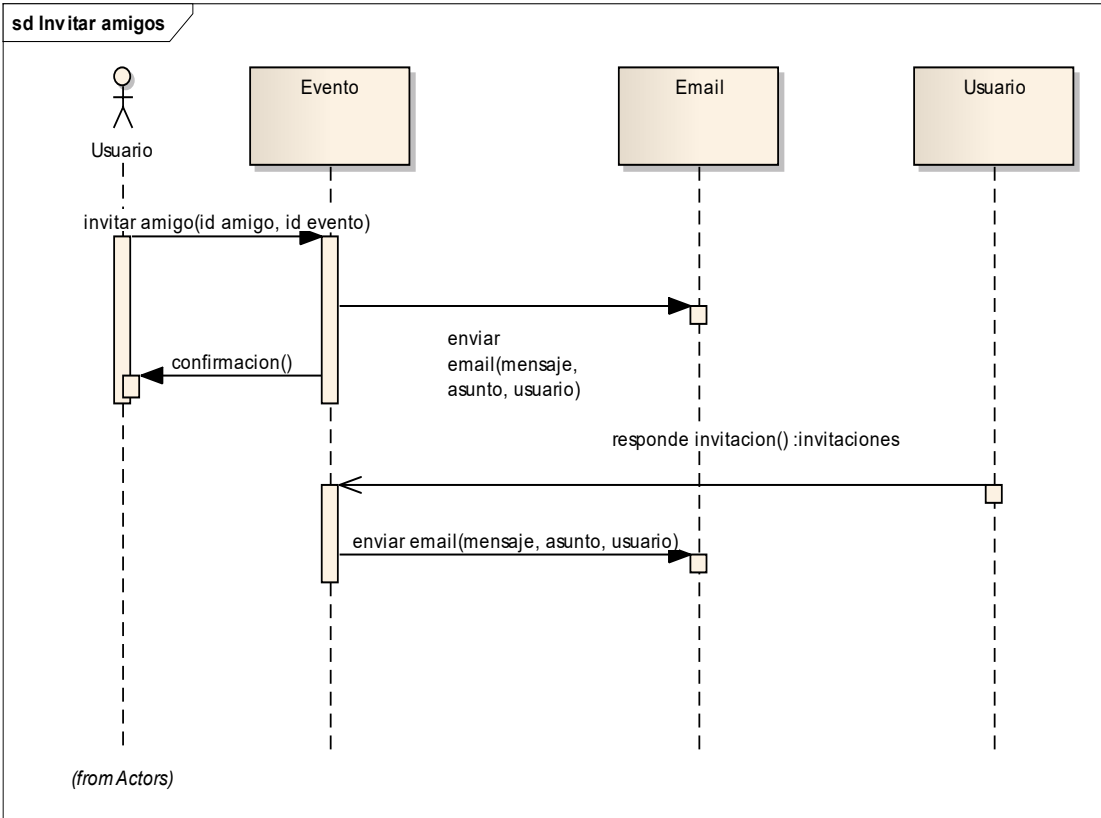 sd Invitar amigos
Usuario
Evento
Email
Usuario
invitar amigo(id amigo, id evento)
enviar
email(mensaje,
asunto, usuario)
confirmacion()
responde invitacion() :invitaciones
enviar email(mensaje, asunto, usuario)
(from Actors)